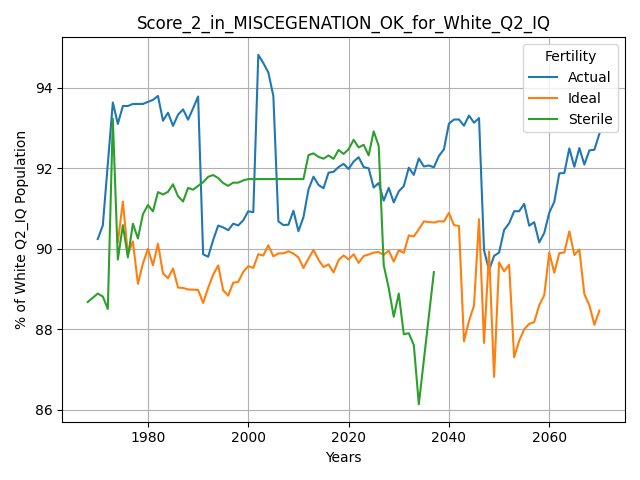 Score_2_in_MISCEGENATION_OK_for_White_Q2_IQ
Fertility
Actual
Ideal
Sterile
% of White Q2_IQ Population
94
92
90
88
86
1980
2000
2020
2040
2060
Years